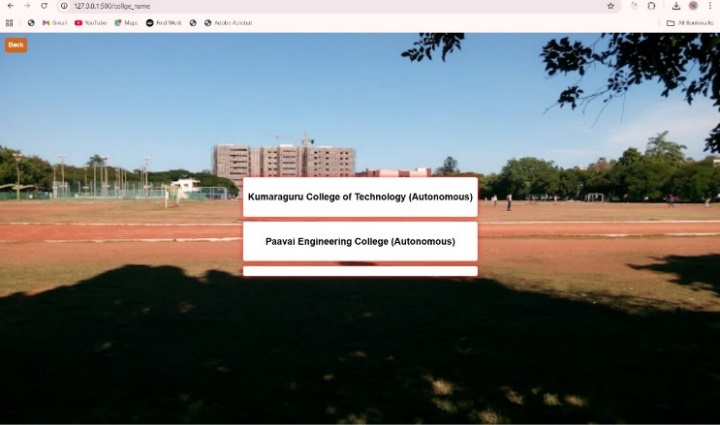 127.0.0.1:500/collge_name
Gmail YouTube Maps Find Work Adobe Acrobat All Bookmarks
Back
Kumaraguru College of Technology (Autonomous)
Paavai Engineering College (Autonomous)